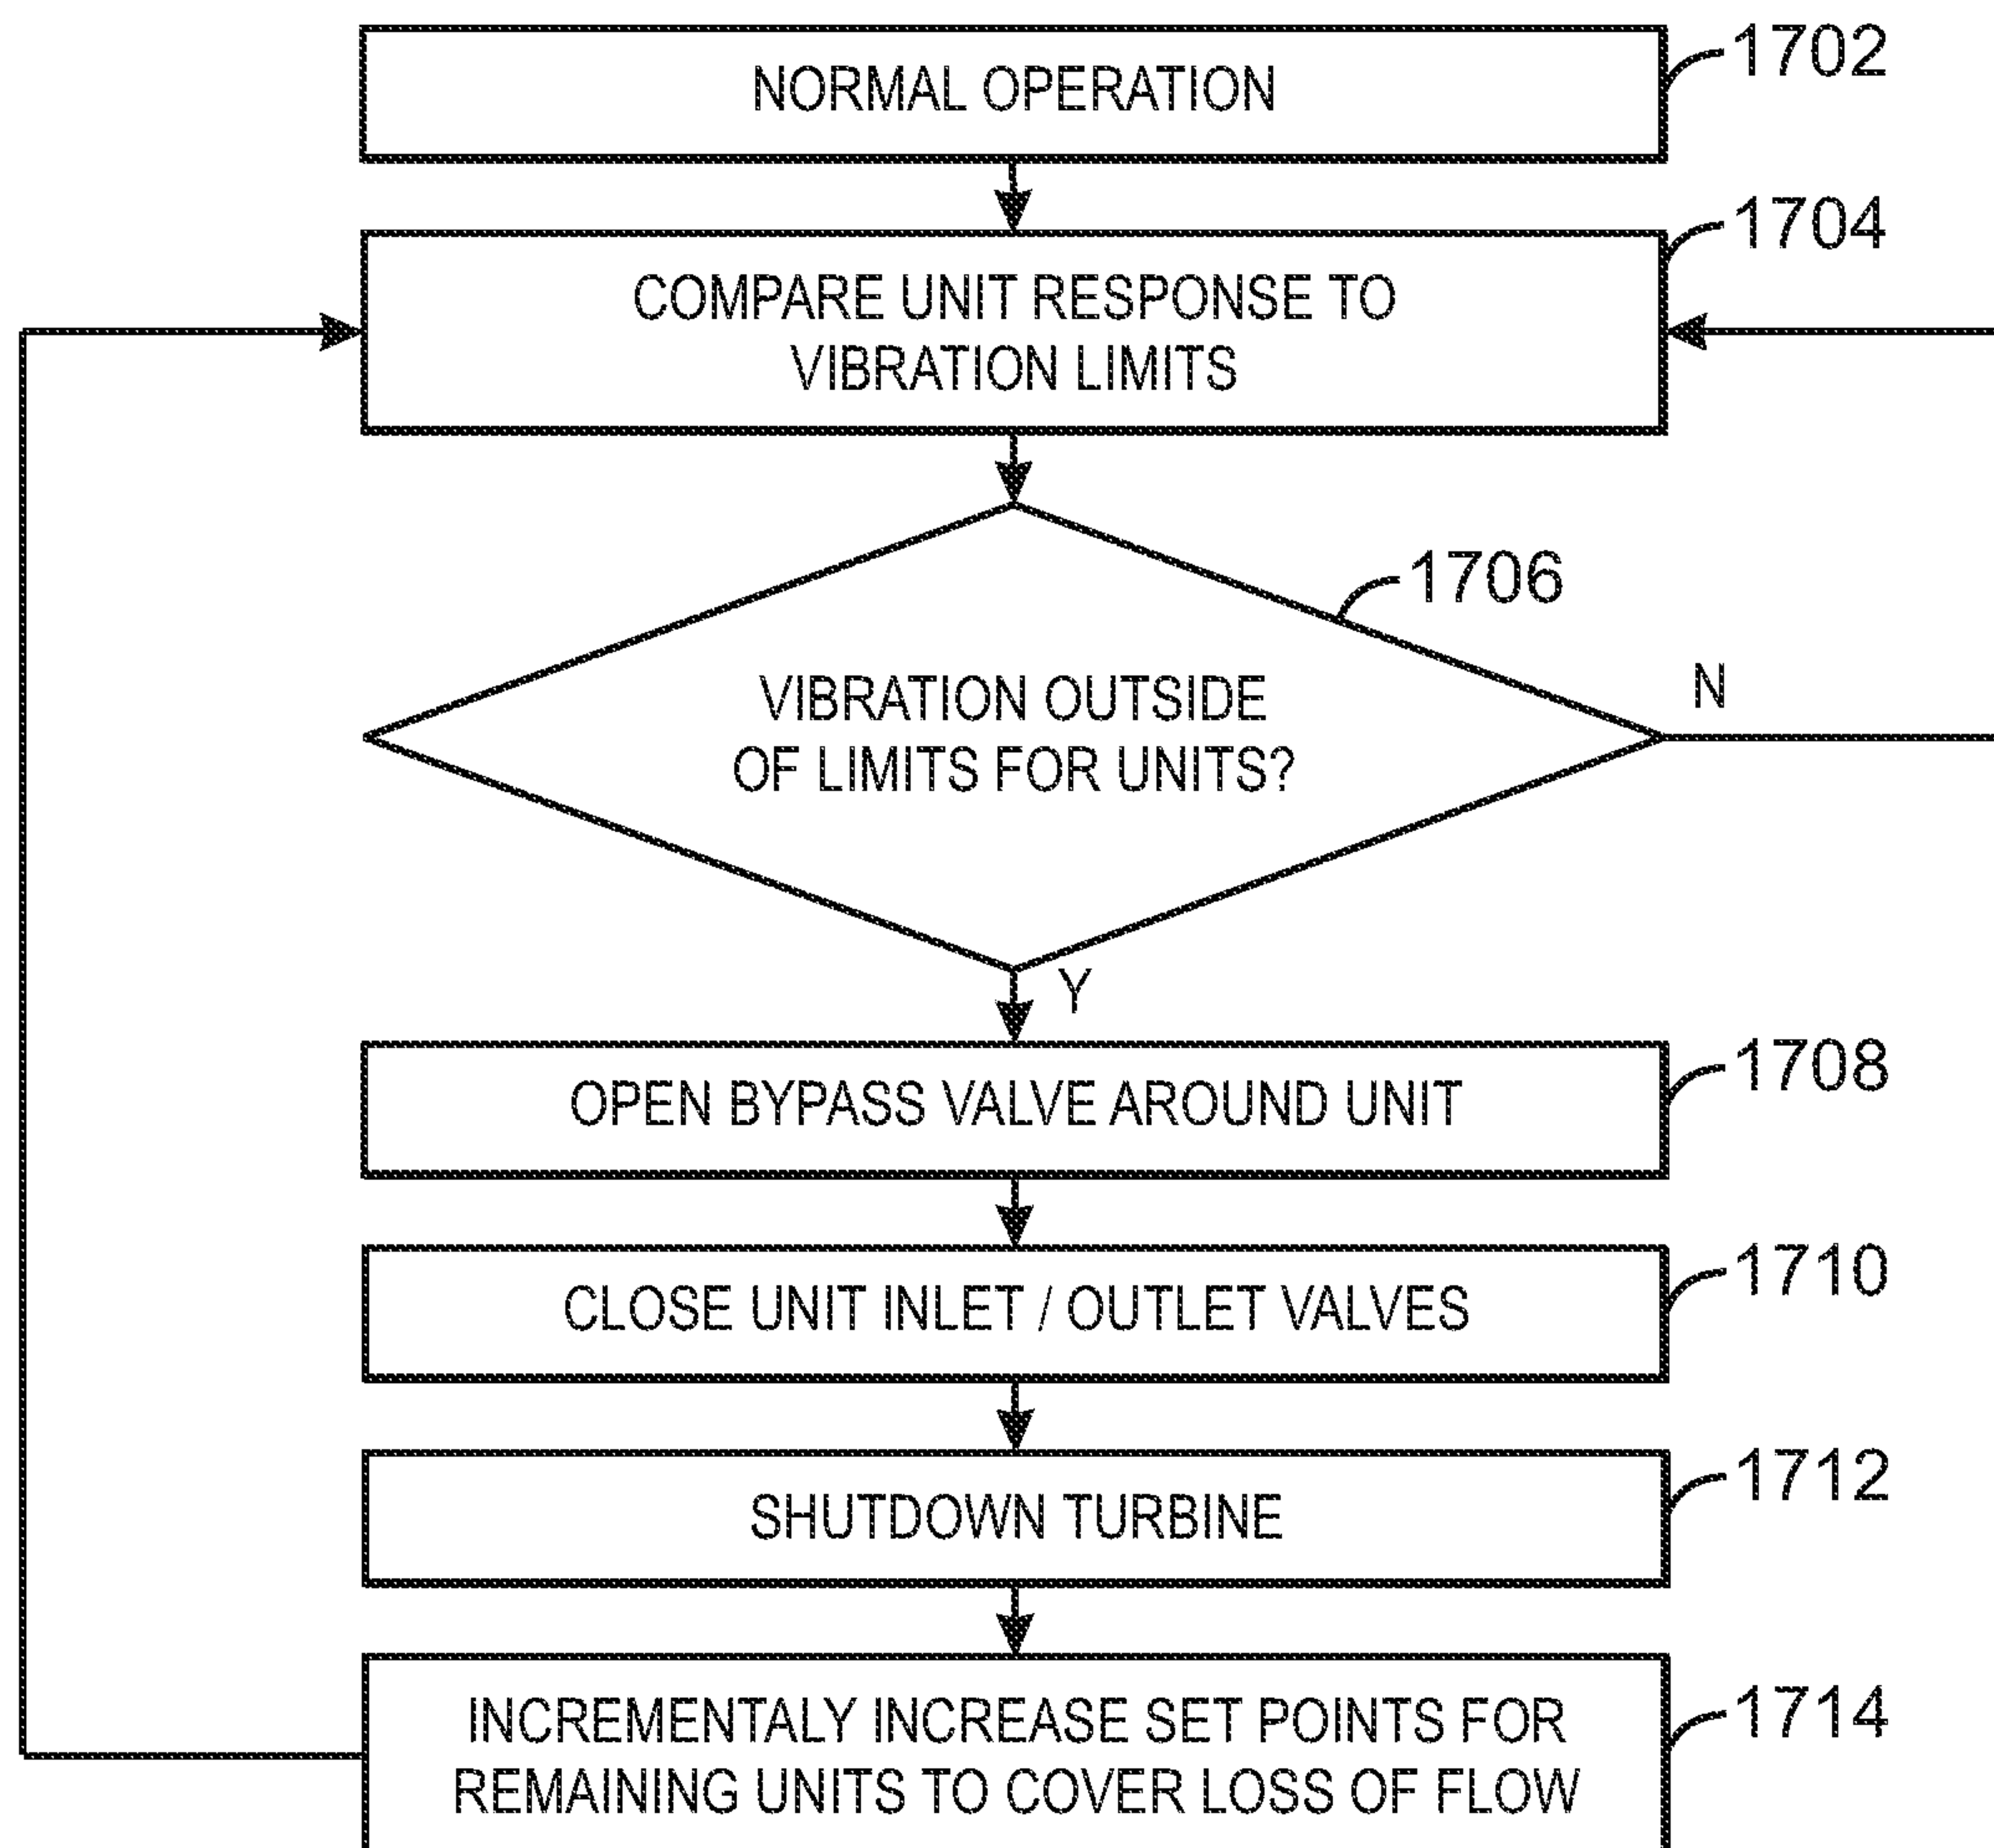 NORMAL OPERATION
1702
COMPARE UNIT RESPONSE TO
VIBRATION LIMITS
1704
VIBRATION OUTSIDE
OF LIMITS FOR UNITS?
1706
N
Y
OPEN BYPASS VALVE AROUND UNIT
1708
CLOSE UNIT INLET / OUTLET VALVES
1710
SHUTDOWN TURBINE
1712
INCREMENTALY INCREASE SET POINTS FOR
REMAINING UNITS TO COVER LOSS OF FLOW
1714